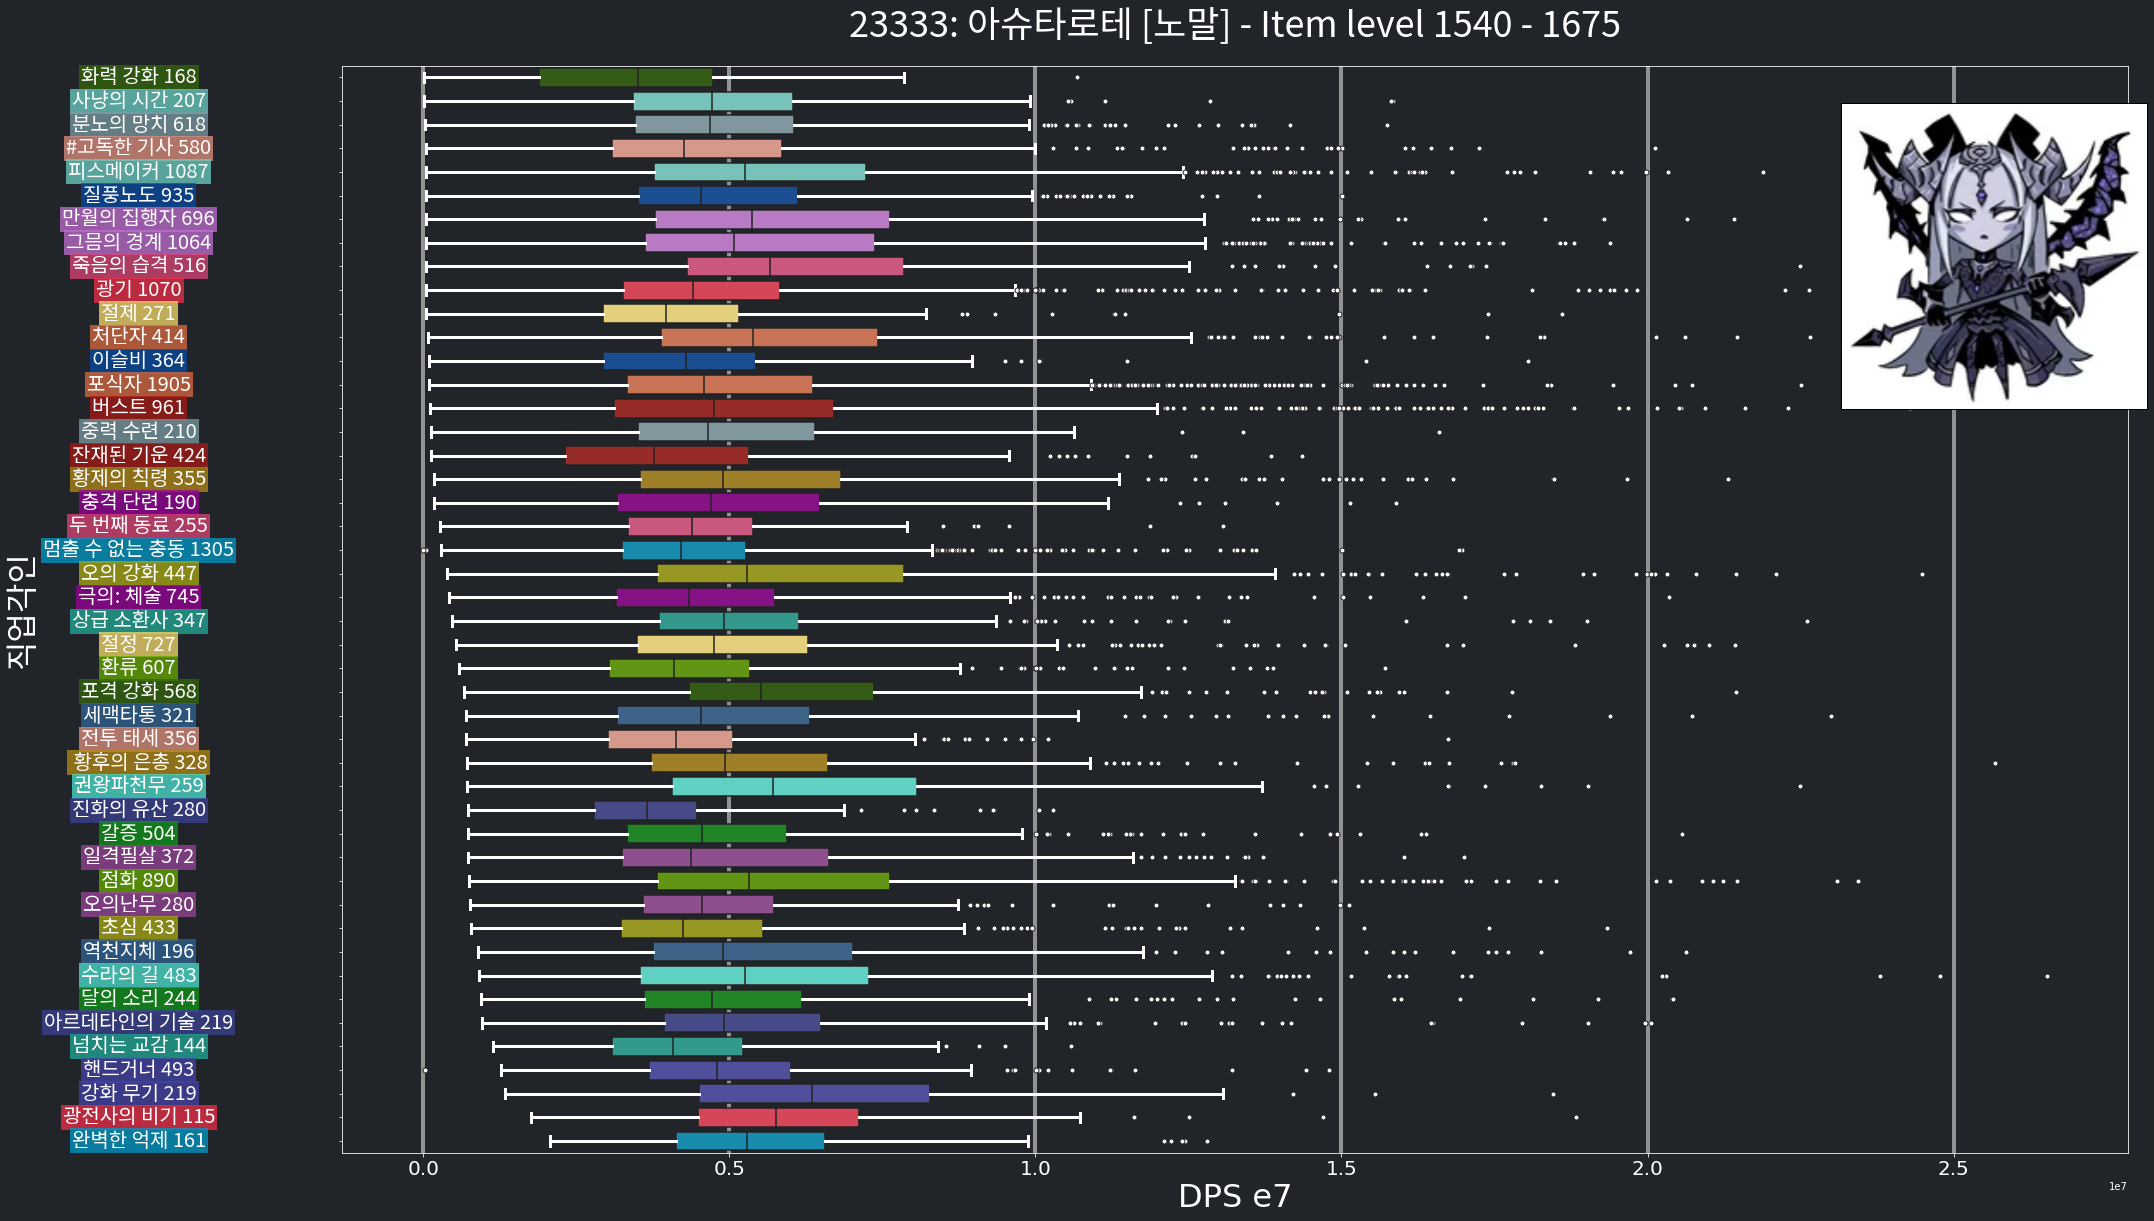 23333: 아슈타로테 [노말] - Item level 1540 - 1675
직업각인
화력 강화 168
사냥의 시간 207
분노의 망치 618
#고독한 기사 580
피스메이커 1087
질풍노도 935
만월의 집행자 696
그믐의 경계 1064
죽음의 습격 516
광기 1070
절제 271
처단자 414
이슬비 364
포식자 1905
버스트 961
중력 수련 210
잔재된 기운 424
황제의 칙령 355
충격 단련 190
두 번째 동료 255
멈출 수 없는 충동 1305
오의 강화 447
극의: 체술 745
상급 소환사 347
절정 727
환류 607
포격 강화 568
세맥타통 321
전투 태세 356
황후의 은총 328
권왕파천무 259
진화의 유산 280
갈증 504
일격필살 372
점화 890
오의난무 280
초심 433
역천지체 196
수라의 길 483
달의 소리 244
아르데타인의 기술 219
넘치는 교감 144
핸드거너 493
강화 무기 219
광전사의 비기 115
완벽한 억제 161
0.0 0.5 1.0 1.5 2.0 2.5
1e7
DPS e7